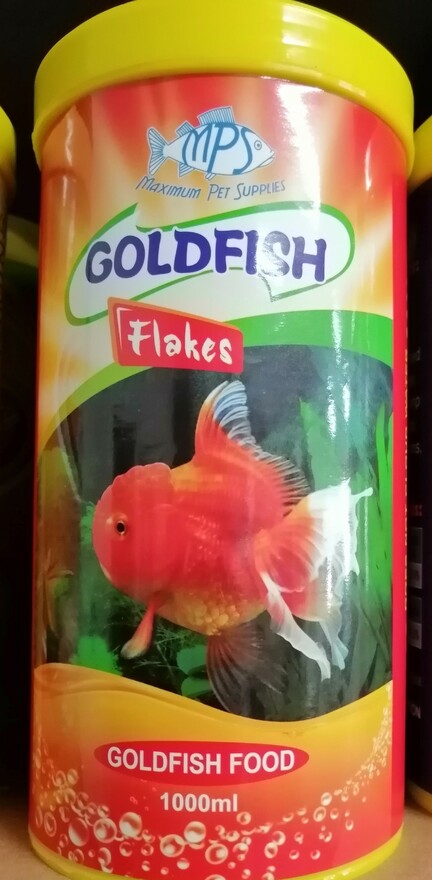 MPS
MAXIMUM PET SUPPLIES
GOLDFISH
Flakes
GOLDFISH FOOD
1000ml